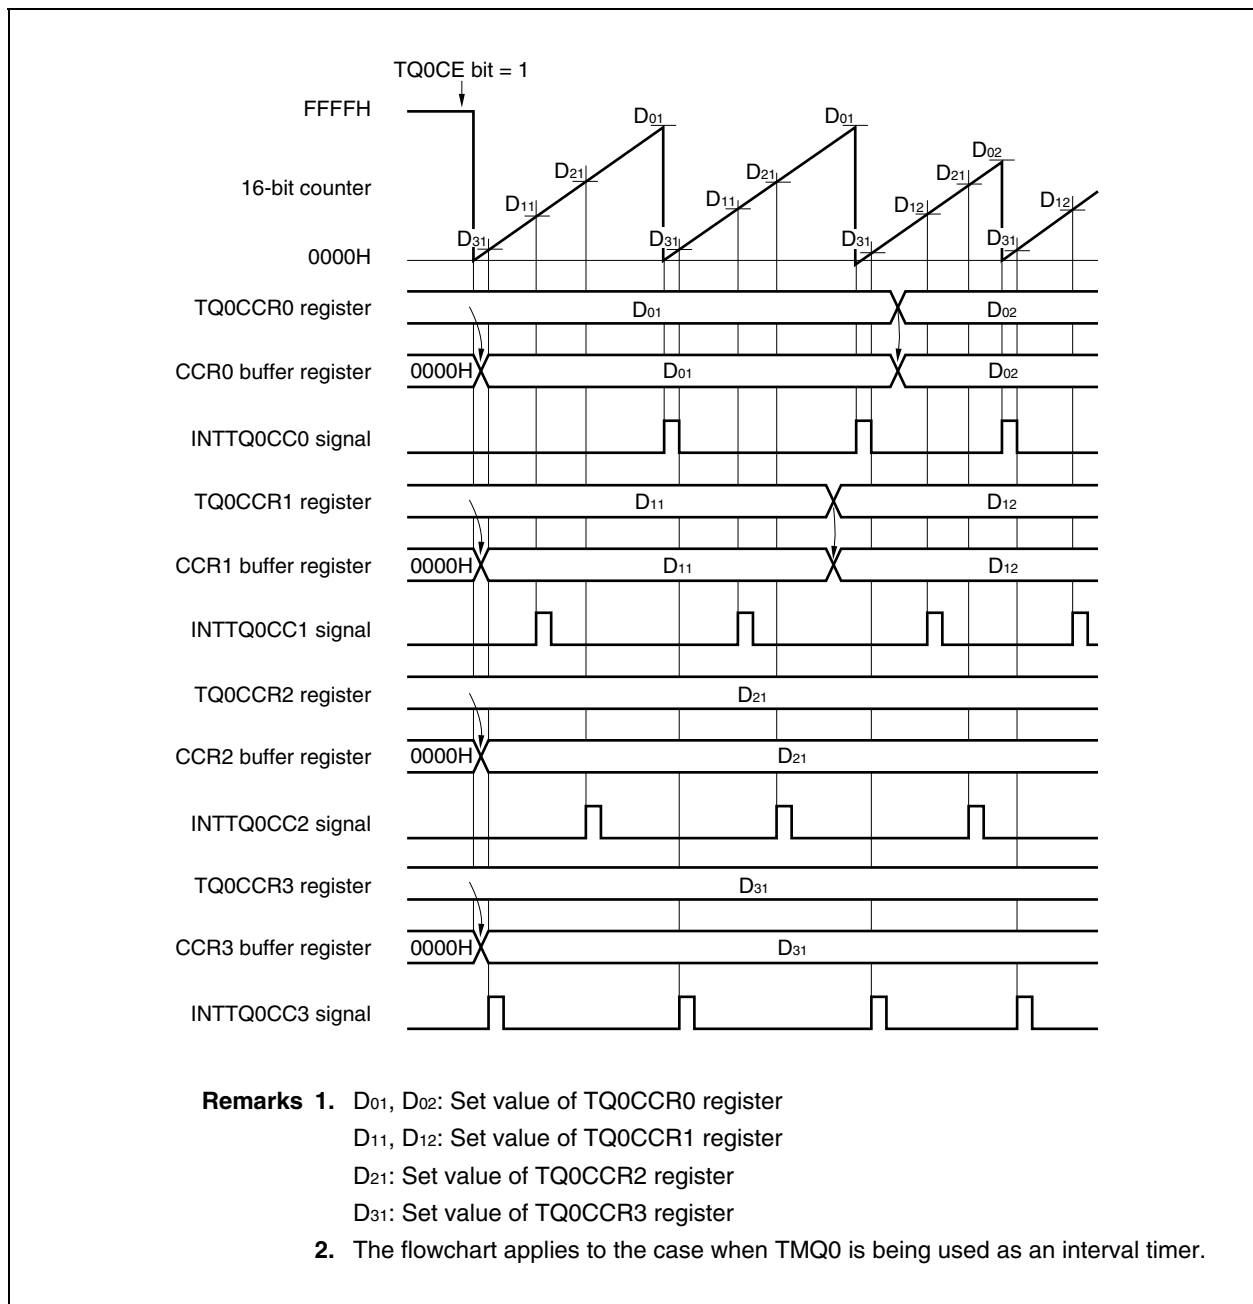 TQ0CE bit = 1
FFFFH
D01 D01
D02
D21 D21 D21
16-bit counter
D11 D11 D12 D12
D31 D31 D31 D31
0000H
TQ0CCR0 register D01 D02
CCR0 buffer register 0000H D01 D02
INTTQ0CC0 signal
TQ0CCR1 register D11 D12
CCR1 buffer register 0000H D11 D12
INTTQ0CC1 signal
TQ0CCR2 register D21
CCR2 buffer register 0000H D21
INTTQ0CC2 signal
TQ0CCR3 register D31
CCR3 buffer register 0000H D31
INTTQ0CC3 signal
Remarks 1. D01, D02: Set value of TQ0CCR0 register
D11, D12: Set value of TQ0CCR1 register
D21: Set value of TQ0CCR2 register
D31: Set value of TQ0CCR3 register
2. The flowchart applies to the case when TMQ0 is being used as an interval timer.